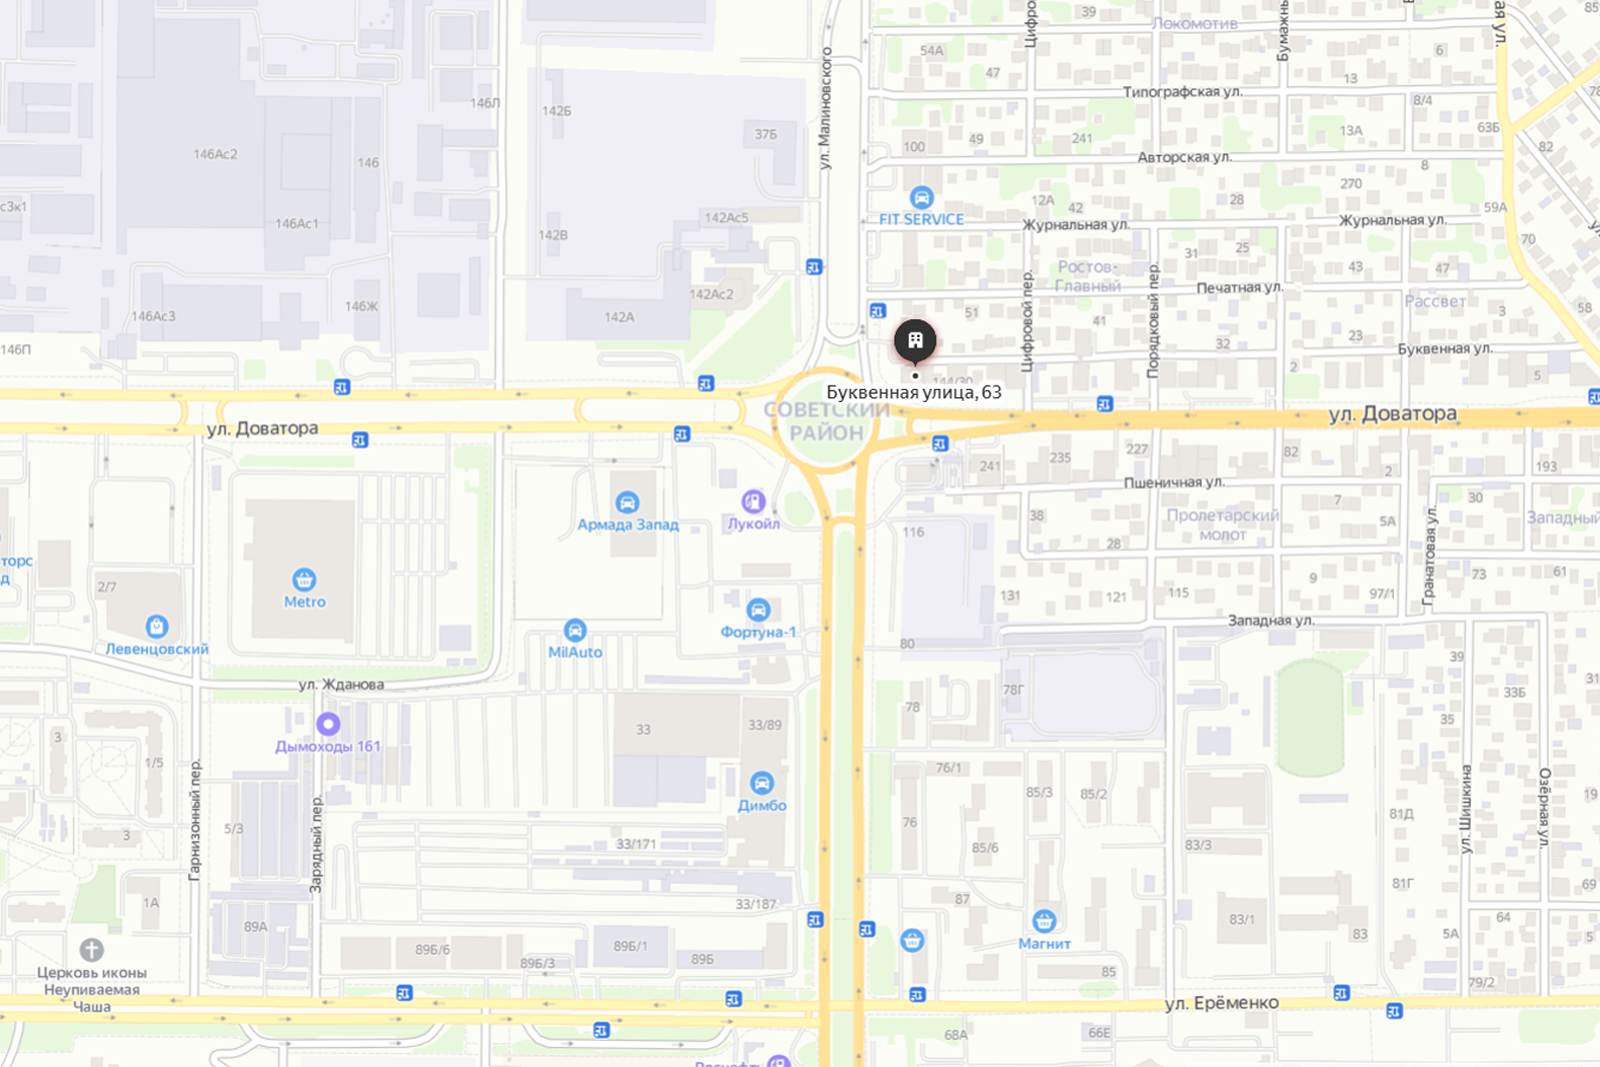 39
Локомотив
85
54А
6
47
13
Типографская ул.
78
146Л
142Б
8/4
37Б
ул. Малиновского
49
241
13А
63Б
100
82
146Ас2
146
Авторская ул.
8
270
12А
28
FIT SERVICE
42
59А
с3к1
146Ас1
142Ас5
Журнальная ул.
Журнальная ул.
142В
31
25
70
Ростов-
Главный
43
47
Печатная ул.
142Ас2
Рассвет
146Ж
58
146Ас3
142А
51
41
3
Цифровой пер.
Порядковый пер.
23
146П
32
Буквенная ул.
2
5
144/30
Буквенная улица, 63
СОВЕТСКИЙ
РАЙОН
ул. Доватора
ул. Доватора
227
82
235
241
2
193
Пшеничная ул.
30
Армада Запад
Лукойл
38
7
5А
Пролетарский
молот
Западный
116
28
Гранатовая ул.
торс
д
2/7
Metro
131
121
115
9
97/1
73
61
Фортуна-1
Западная ул.
Левенцовский
MilAuto
80
39
ул. Жданова
78Г
33Б
31
78
35
Дымоходы 161
33
33/89
3
1/5
76/1
Гарнизонный пер.
Зарядный пер.
Димбо
85/3
85/2
ул. Шишкина
Озёрная ул.
19
5/3
76
81Д
3
33/171
85/6
83/3
81Г
69
1А
33/187
87
64
89А
83/1
83
5А
Магнит
89Б/6
89Б/1
89Б/3
89Б
Церковь иконы
Неупиваемая
Чаша
85
79/2
ул. Ерёменко
68А
66Е